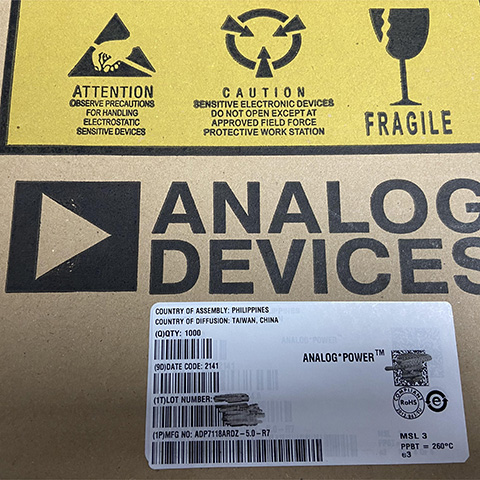 ATTENTION
OBSERVE PRECAUTIONS
FOR HANDLING
ELECTROSTATIC
SENSITIVE DEVICES
CAUTION
SENSITIVE ELECTRONIC DEVICES
DO NOT OPEN EXCEPT AT
APPROVED FIELD FORCE
PROTECTIVE WORK STATION
FRAGILE
ANALOG
DEVICES
COUNTRY OF ASSEMBLY: PHILIPPINES
COUNTRY OF DIFFUSION: TAIWAN, CHINA
(Q)QTY: 1000
ANALOG*POWER™
(9D)DATE CODE: 2141
(1T)LOT NUMBER:
(1P)MFG NO: ADP7118ARDZ-5.0-R7
COMPLIANT
RoHS
e
MSL 3
PPBT = 260°C
e3